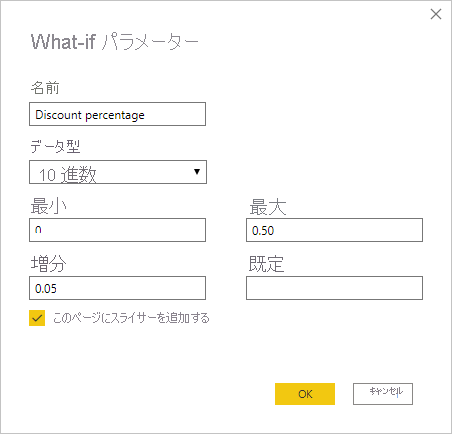 What-if パラメーター
名前
Discount percentage
データ型
10 進数
最小 最大
0 0.50
増分 既定
0.05
このページにスライサーを追加する
OK キャンセル